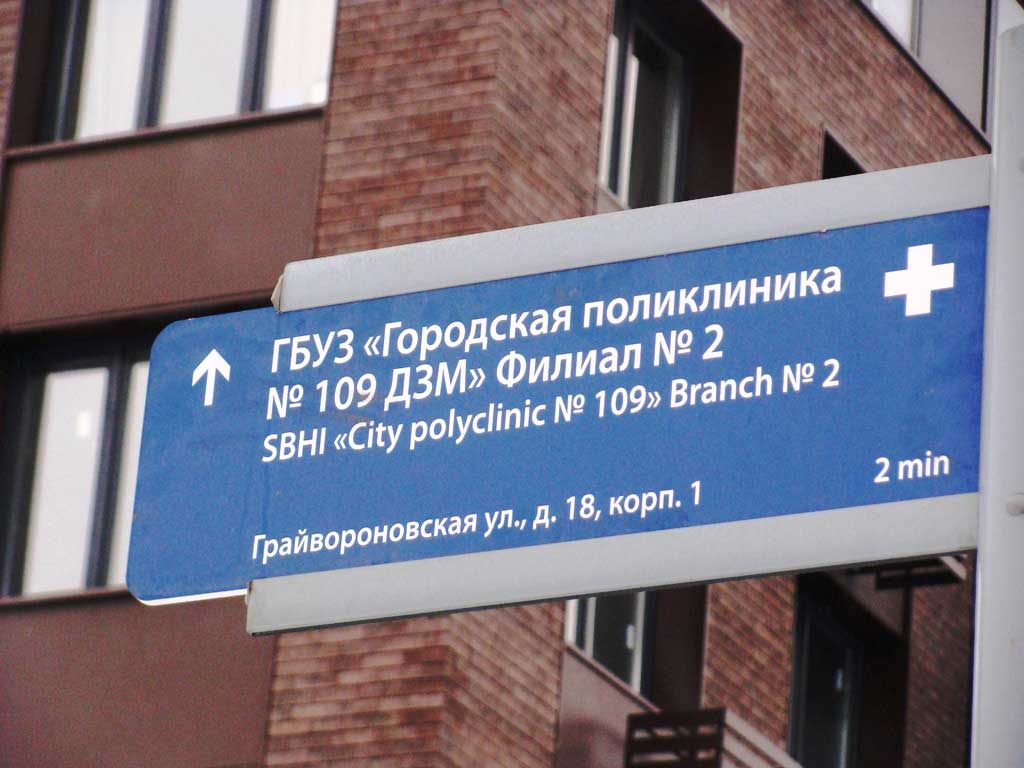 ГБУЗ «Городская поликлиника
№ 109 ДЗМ» Филиал № 2
SBHI «City polyclinic № 109» Branch № 2
2 min
Грайвороновская ул., д. 18, корп. 1